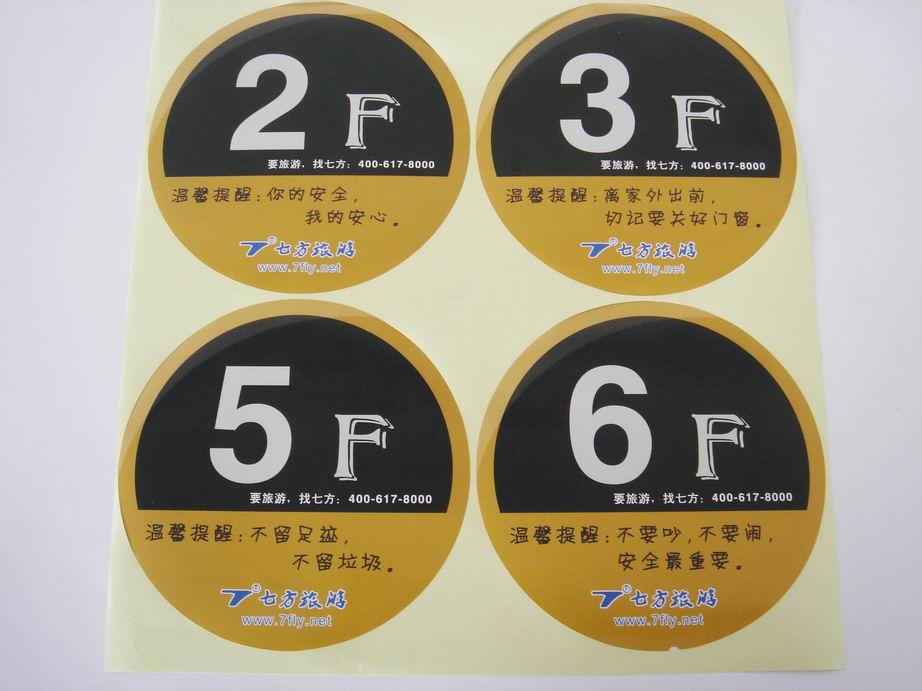 2 F
要旅游，找七方：400-617-8000
温馨提醒：你的安全，
我的安心。
七方旅游
www.7fly.net
3 F
要旅游，找七方：400-617-8000
温馨提醒：离家外出前，
切记要关好门窗。
七方旅游
www.7fly.net
5 F
要旅游，找七方：400-617-8000
温馨提醒：不留足迹，
不留垃圾。
七方旅游
www.7fly.net
6 F
要旅游，找七方：400-617-8000
温馨提醒：不要吵，不要闹，
安全最重要。
七方旅游
www.7fly.net